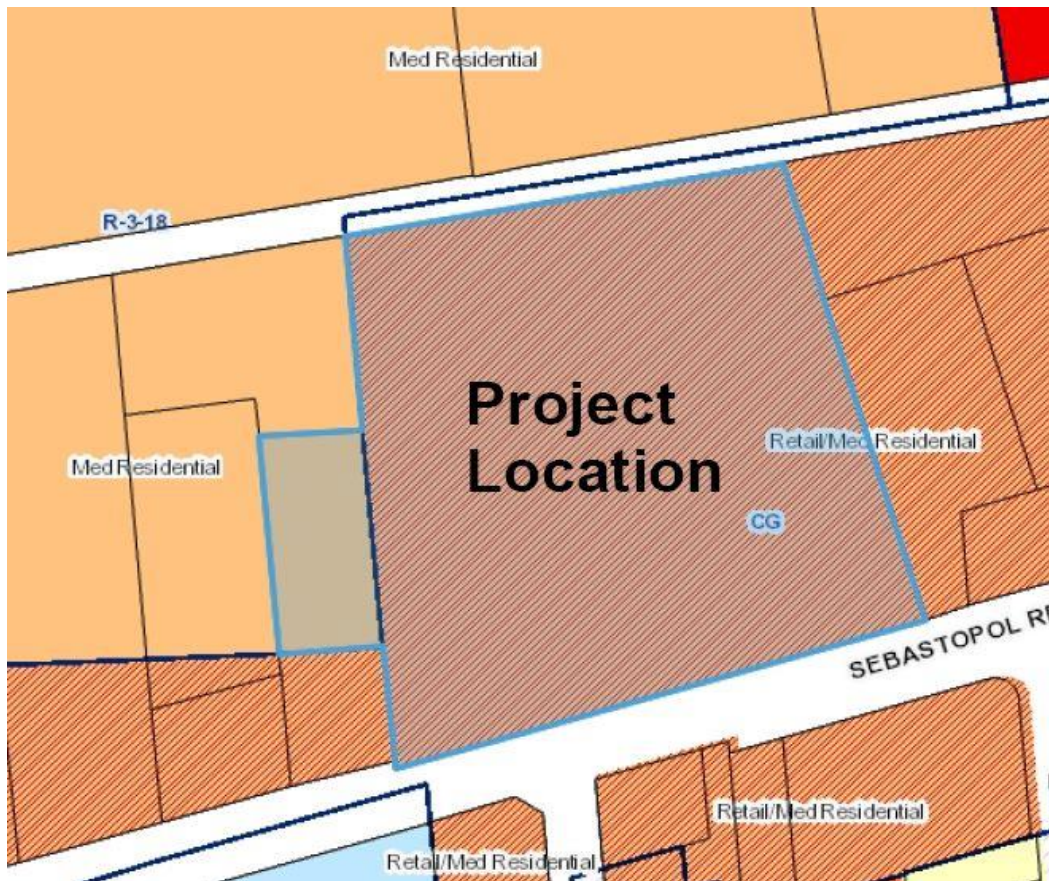 Med Residential
R-3-18
Project
Location
Retail/Med Residential
Med Residential
CG
SEBASTOPOL
Retail/Med Residential
Retail/Med Residential